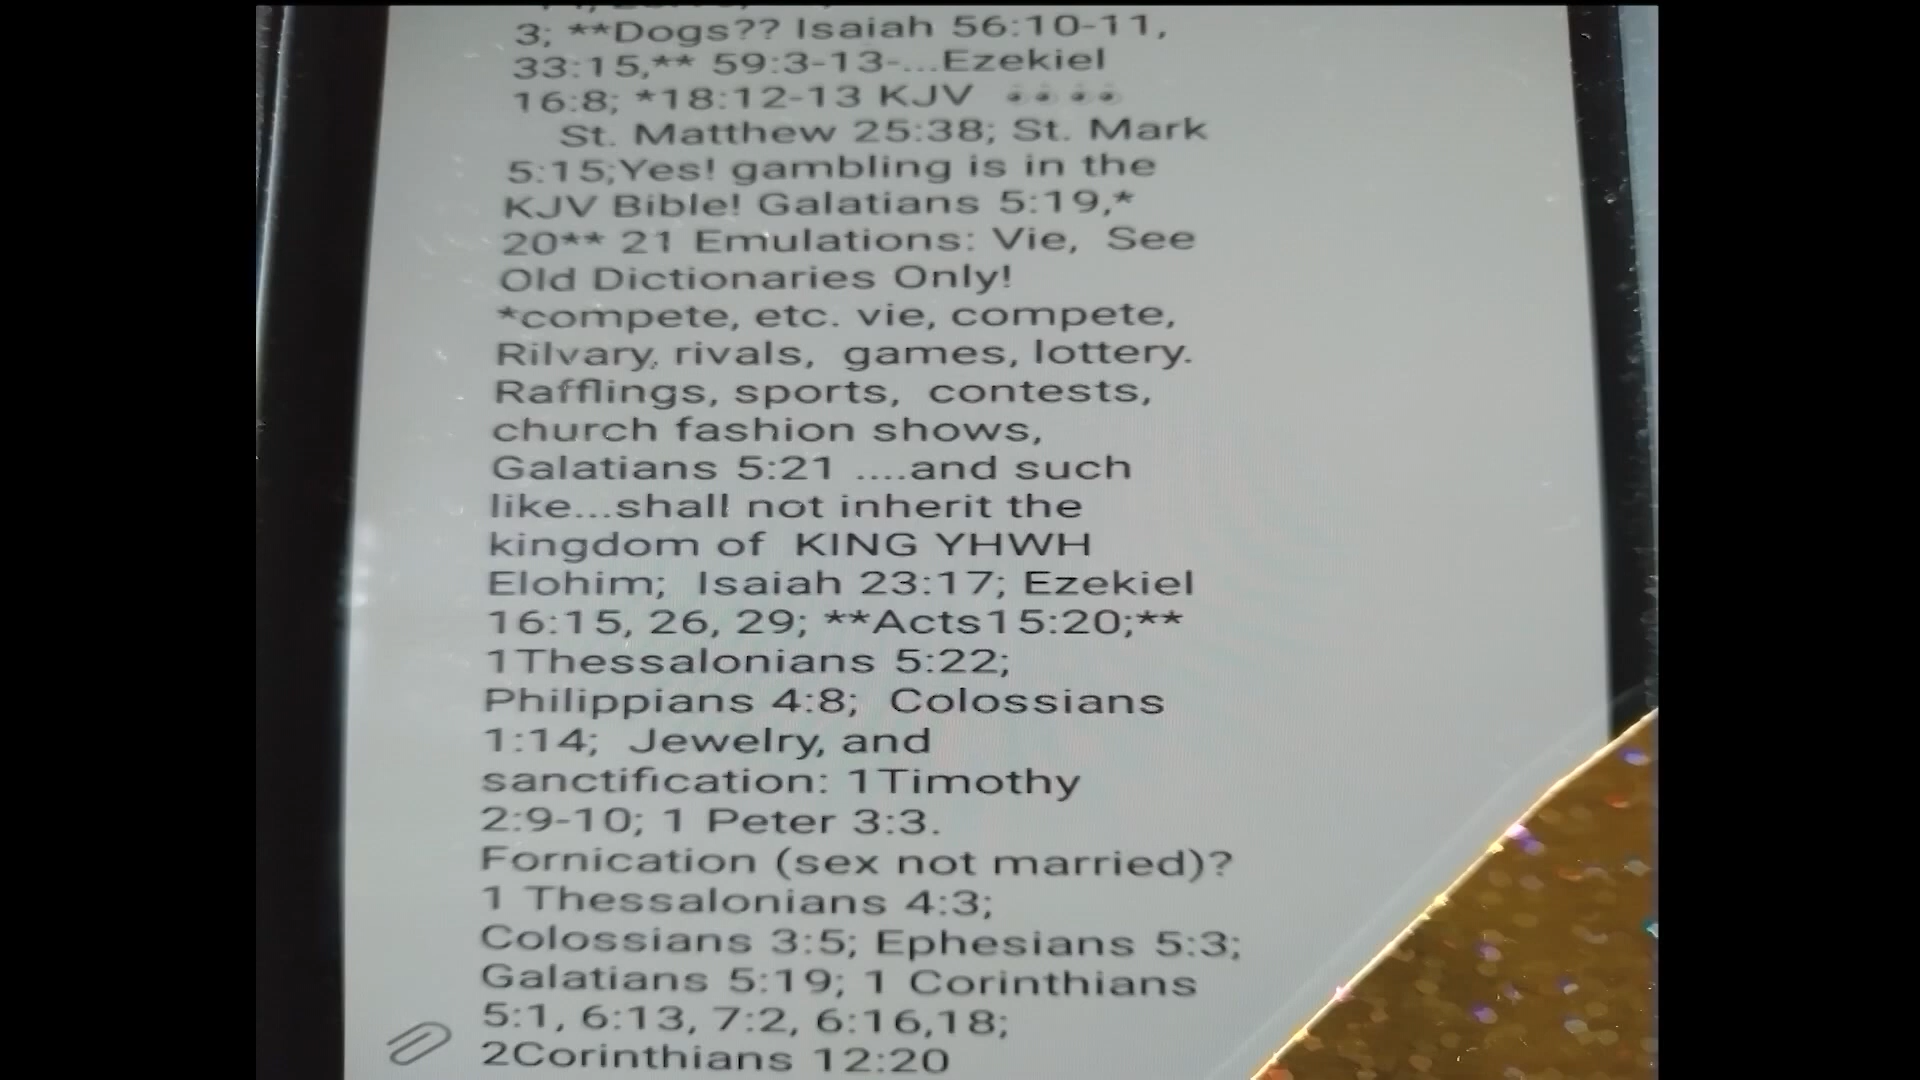 3; **Dogs?? Isaiah 56:10-11,
33:15,** 59:3-13-...Ezekiel
16:8; *18:12-13 KJV
St. Matthew 25:38; St. Mark
5:15;Yes! gambling is in the
KJV Bible! Galatians 5:19,*
20** 21 Emulations: Vie, See
Old Dictionaries Only!
*compete, etc. vie, compete,
Rilvary, rivals, games, lottery.
Rafflings, sports, contests,
church fashion shows,
Galatians 5:21 ....and such
like...shall not inherit the
kingdom of KING YHWH
Elohim; Isaiah 23:17; Ezekiel
16:15, 26, 29; **Acts15:20;**
1Thessalonians 5:22;
Philippians 4:8; Colossians
1:14; Jewelry, and
sanctification: 1Timothy
2:9-10; 1 Peter 3:3.
Fornication (sex not married)?
1 Thessalonians 4:3;
Colossians 3:5; Ephesians 5:3;
Galatians 5:19; 1 Corinthians
5:1, 6:13, 7:2, 6:16,18;
2Corinthians 12:20